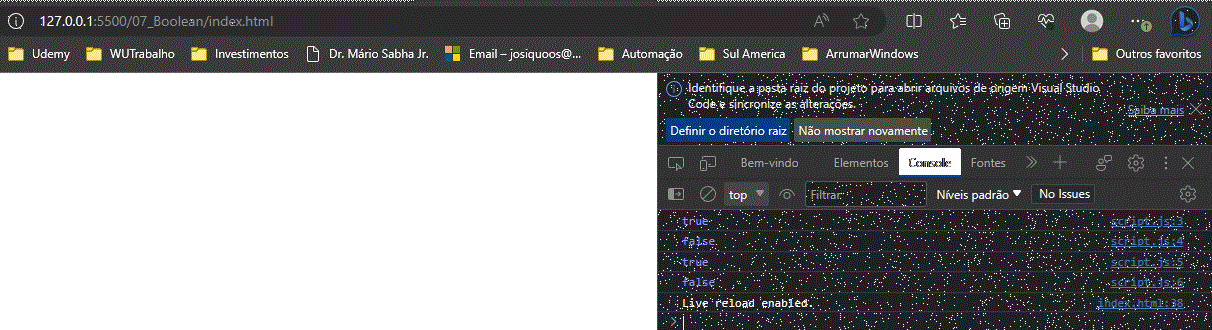 127.0.0.1:5500/07_Boolean/index.html
Udemy WUTrabalho Investimentos Dr. Mário Sabha Jr. Email – josiquoos@... Automação Sul America ArrumarWindows Outros favoritos
Identifique a pasta raiz do projeto para abrir arquivos de origem Visual Studio
Code e sincronize as alterações.
Saiba mais
Definir o diretório raiz Não mostrar novamente
Bem-vindo Elementos Console Fontes
top Filtrar Níveis padrão No Issues
true script.js:3
false script.js:4
true script.js:5
false script.js:6
Live reload enabled. index.html:38